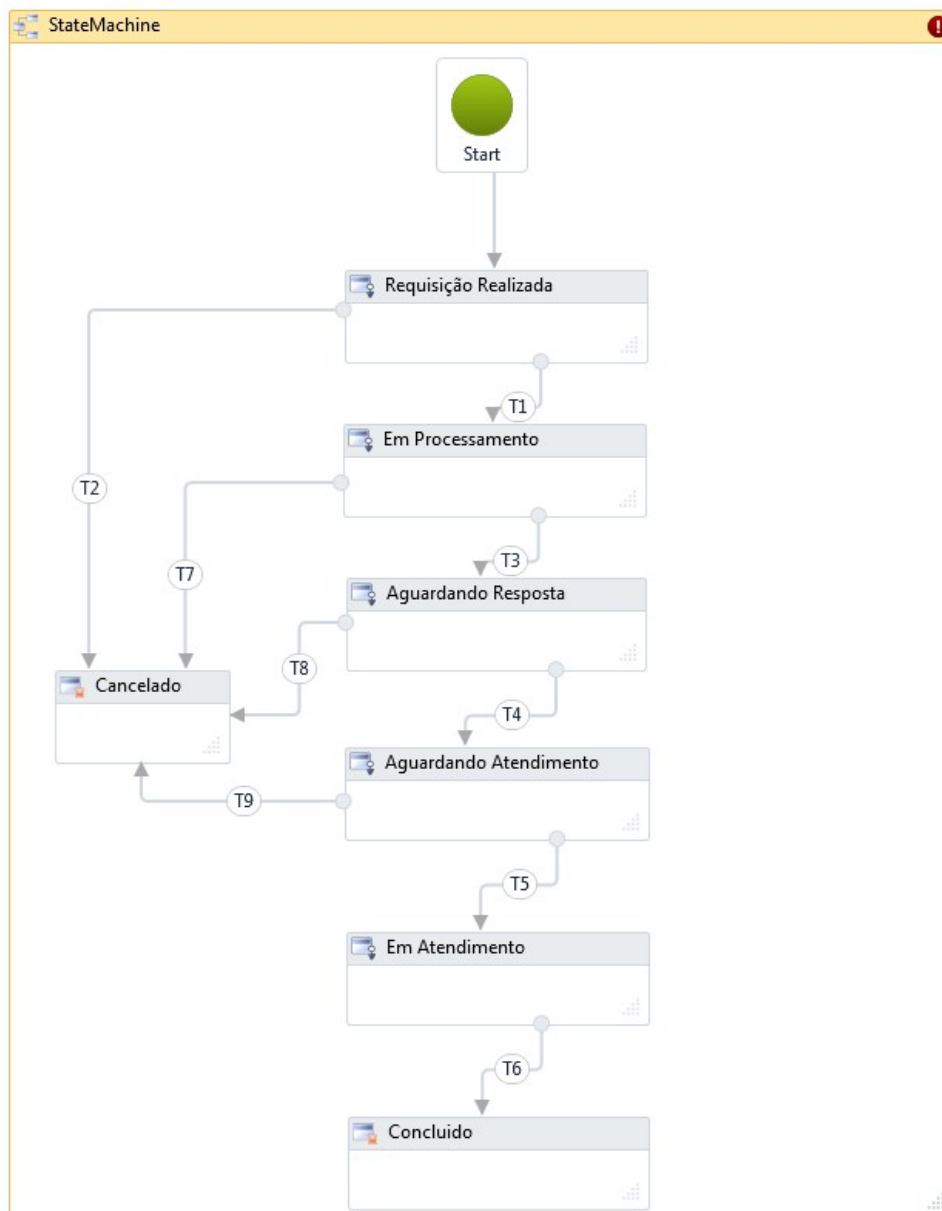 StateMachine
Start
Requisição Realizada
T1
Em Processamento
T2
T3
T7
Aguardando Resposta
T8
Cancelado
T4
Aguardando Atendimento
T9
T5
Em Atendimento
T6
Concluido